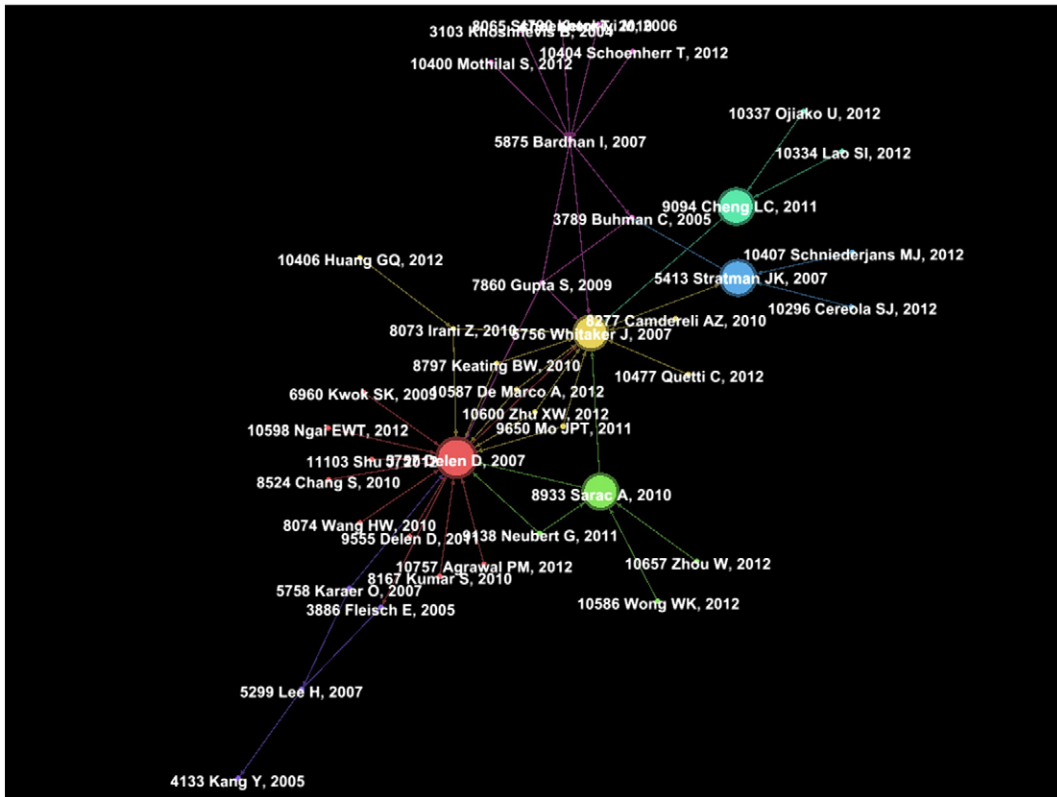 8065
2006
3103 Khoshnevis B, 2004
10404 Schoenherr T, 2012
10400 Mothilal S, 2012
10337 Ojiako U, 2012
5875 Bardhan I, 2007
10334 Lao SI, 2012
9094 Cheng LC, 2011
3789 Buhman C, 2005
10407 Schniederjans MJ, 2012
10406 Huang GQ, 2012
5413 Stratman JK, 2007
7860 Gupta S, 2009
10296 Cereola SJ, 2012
8277 Camdereli AZ, 2010
8073 Irani Z, 2010
Whitaker J, 2007
8797 Keating BW, 2010
10477 Quetti C, 2012
10587 De Marco A, 2012
6960 Kwok SK, 2009
10600 Zhu XW, 2012
9650 Mo JPT, 2011
10598 Ngai EWT, 2012
11103 Shu
Delen D, 2007
8524 Chang S, 2010
8933 Sarac A, 2010
8074 Wang HW, 2010
9555 Delen D, 2011
9138 Neubert G, 2011
10757 Agrawal PM, 2012
10657 Zhou W, 2012
8167 Kumar S, 2010
5758 Karaer O, 2007
10586 Wong WK, 2012
3886 Fleisch E, 2005
5299 Lee H, 2007
4133 Kang Y, 2005